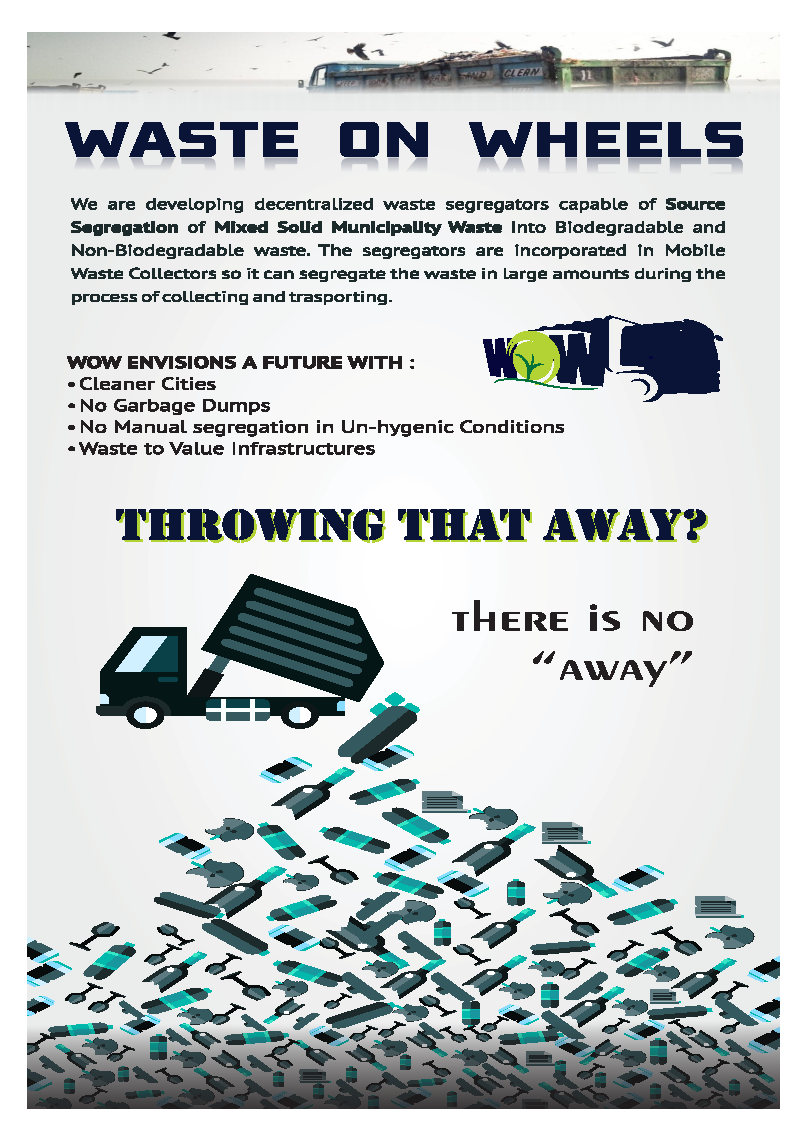 CLEAN
WASTE ON WHEELS
We are developing decentralized waste segregators capable of Source
Segregation of Mixed Solid Municipality Waste Into Biodegradable and
Non-Biodegradable waste. The segregators are incorporated in Mobile
Waste Collectors so it can segregate the waste in large amounts during the
process of collecting and trasporting.
WOW
WOW ENVISIONS A FUTURE WITH :
• Cleaner Cities
• No Garbage Dumps
• No Manual segregation in Un-hygenic Conditions
• Waste to Value Infrastructures
THROWING THAT AWAY?
THERE IS NO
“AWAY”